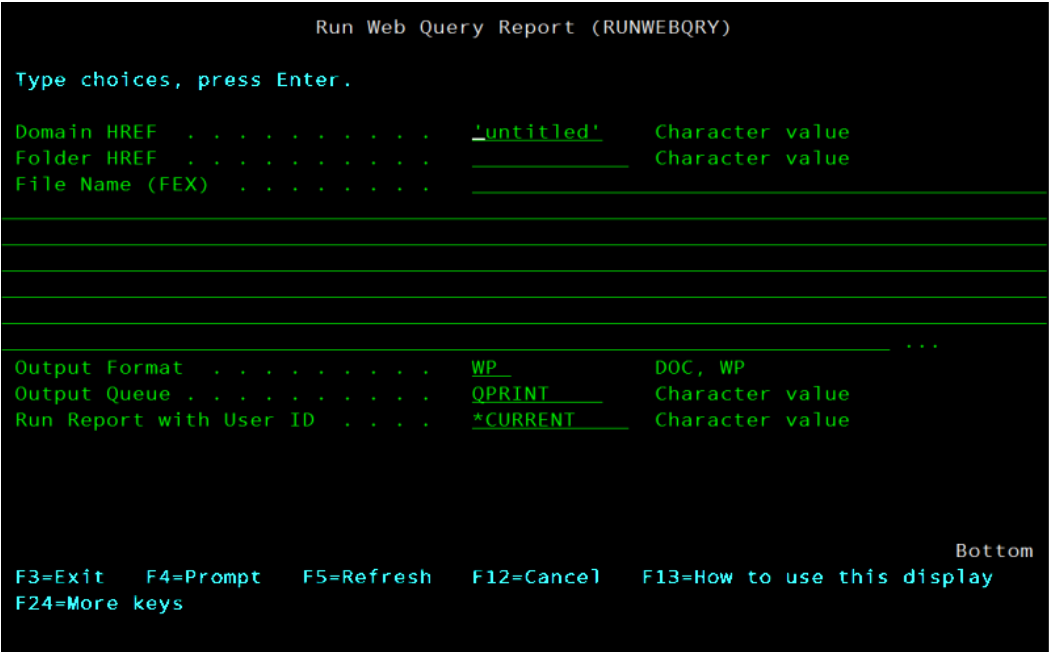 Run Web Query Report (RUNWEBQRY)
Type choices, press Enter.
Domain HREF . . . . . . . . . . 'untitled' Character value
Folder HREF . . . . . . . . . . Character value
File Name (FEX) . . . . . . . .
...
Output Format . . . . . . . . . WP DOC, WP
Output Queue . . . . . . . . . . QPRINT Character value
Run Report with User ID . . . . *CURRENT Character value
Bottom
F3=Exit F4=Prompt F5=Refresh F12=Cancel F13=How to use this display
F24=More keys